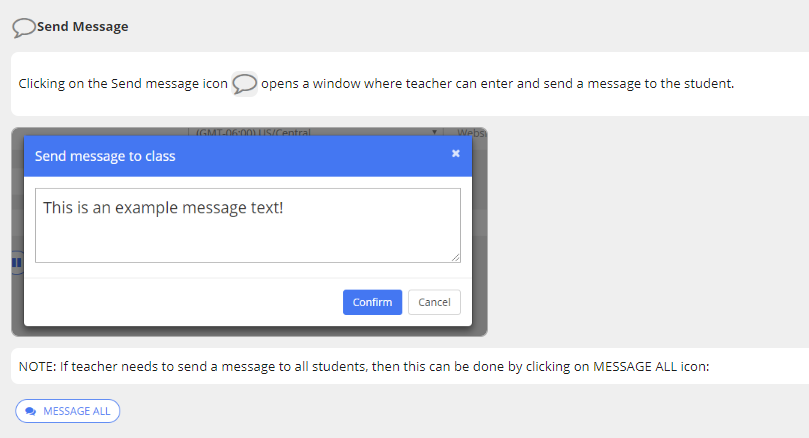 Send Message
Clicking on the Send message icon opens a window where teacher can enter and send a message to the student.
(GMT-06:00) US/Central
Send message to class
This is an example message text!
Confirm Cancel
NOTE: If teacher needs to send a message to all students, then this can be done by clicking on MESSAGE ALL icon:
MESSAGE ALL